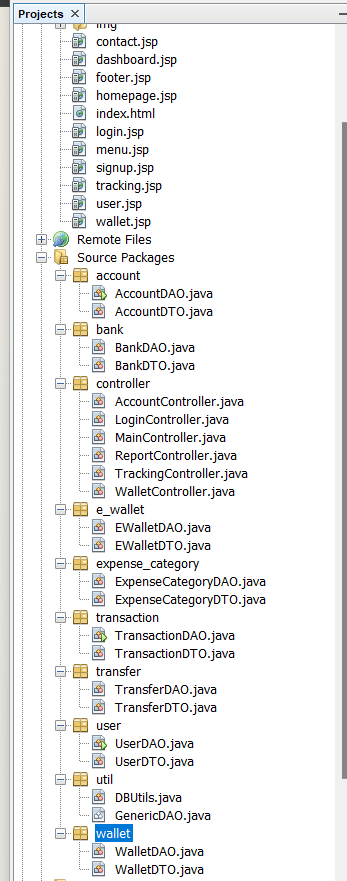 Projects
img
contact.jsp
dashboard.jsp
footer.jsp
homepage.jsp
index.html
login.jsp
menu.jsp
signup.jsp
tracking.jsp
user.jsp
wallet.jsp
Remote Files
Source Packages
account
AccountDAO.java
AccountDTO.java
bank
BankDAO.java
BankDTO.java
controller
AccountController.java
LoginController.java
MainController.java
ReportController.java
TrackingController.java
WalletController.java
e_wallet
EWalletDAO.java
EWalletDTO.java
expense_category
ExpenseCategoryDAO.java
ExpenseCategoryDTO.java
transaction
TransactionDAO.java
TransactionDTO.java
transfer
TransferDAO.java
TransferDTO.java
user
UserDAO.java
UserDTO.java
util
DBUtils.java
GenericDAO.java
wallet
WalletDAO.java
WalletDTO.java